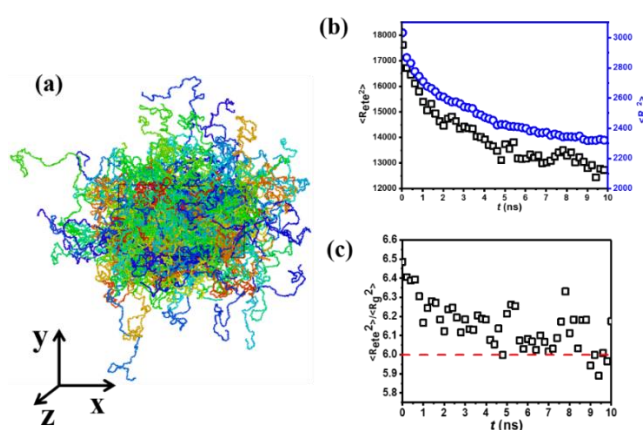 (a)
y
x
z
(b)
<Rete²>
18000
17000
16000
15000
14000
13000
12000
3000
2800
2600
2400
2200
2000
<Rg²>
0 1 2 3 4 5 6 7 8 9 10
t (ns)
(c)
<Rete²>/<Rg²>
6.6
6.5
6.4
6.3
6.2
6.1
6.0
5.9
5.8
5.7
0 1 2 3 4 5 6 7 8 9 10
t (ns)